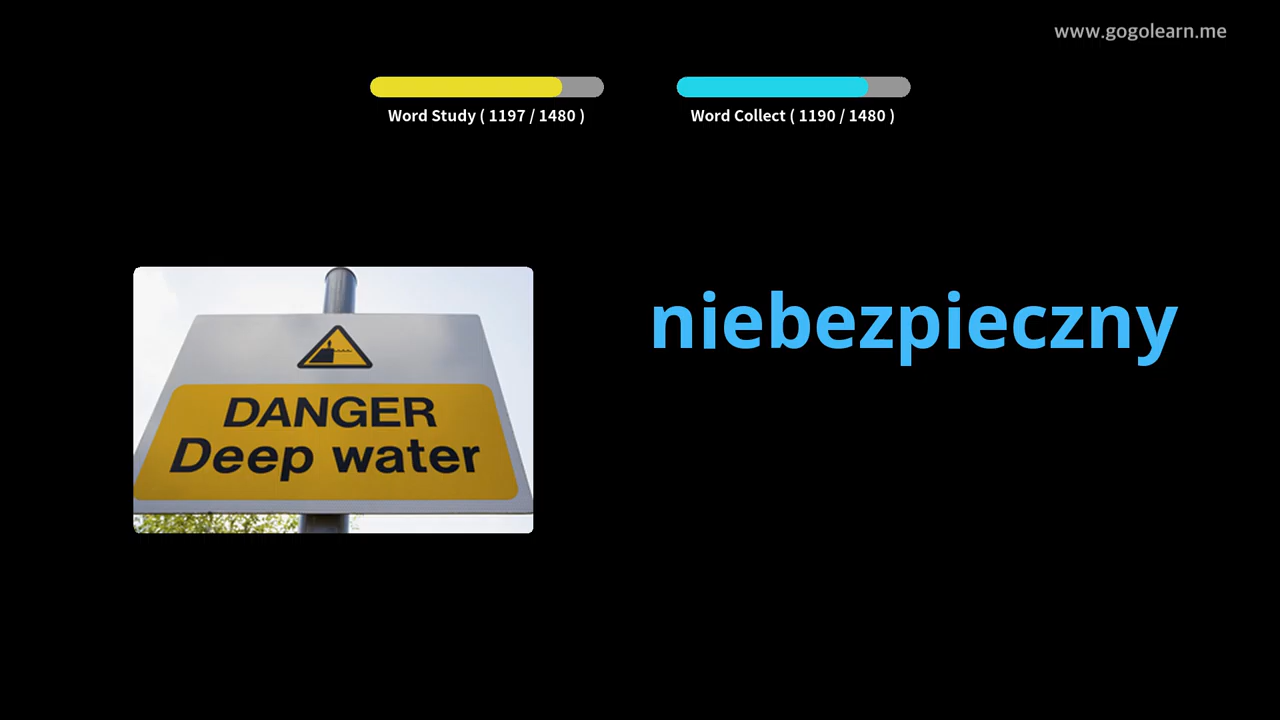 www.gogolearn.me
Word Study ( 1197 / 1480 )
Word Collect ( 1190 / 1480 )
niebezpieczny
DANGER
Deep water